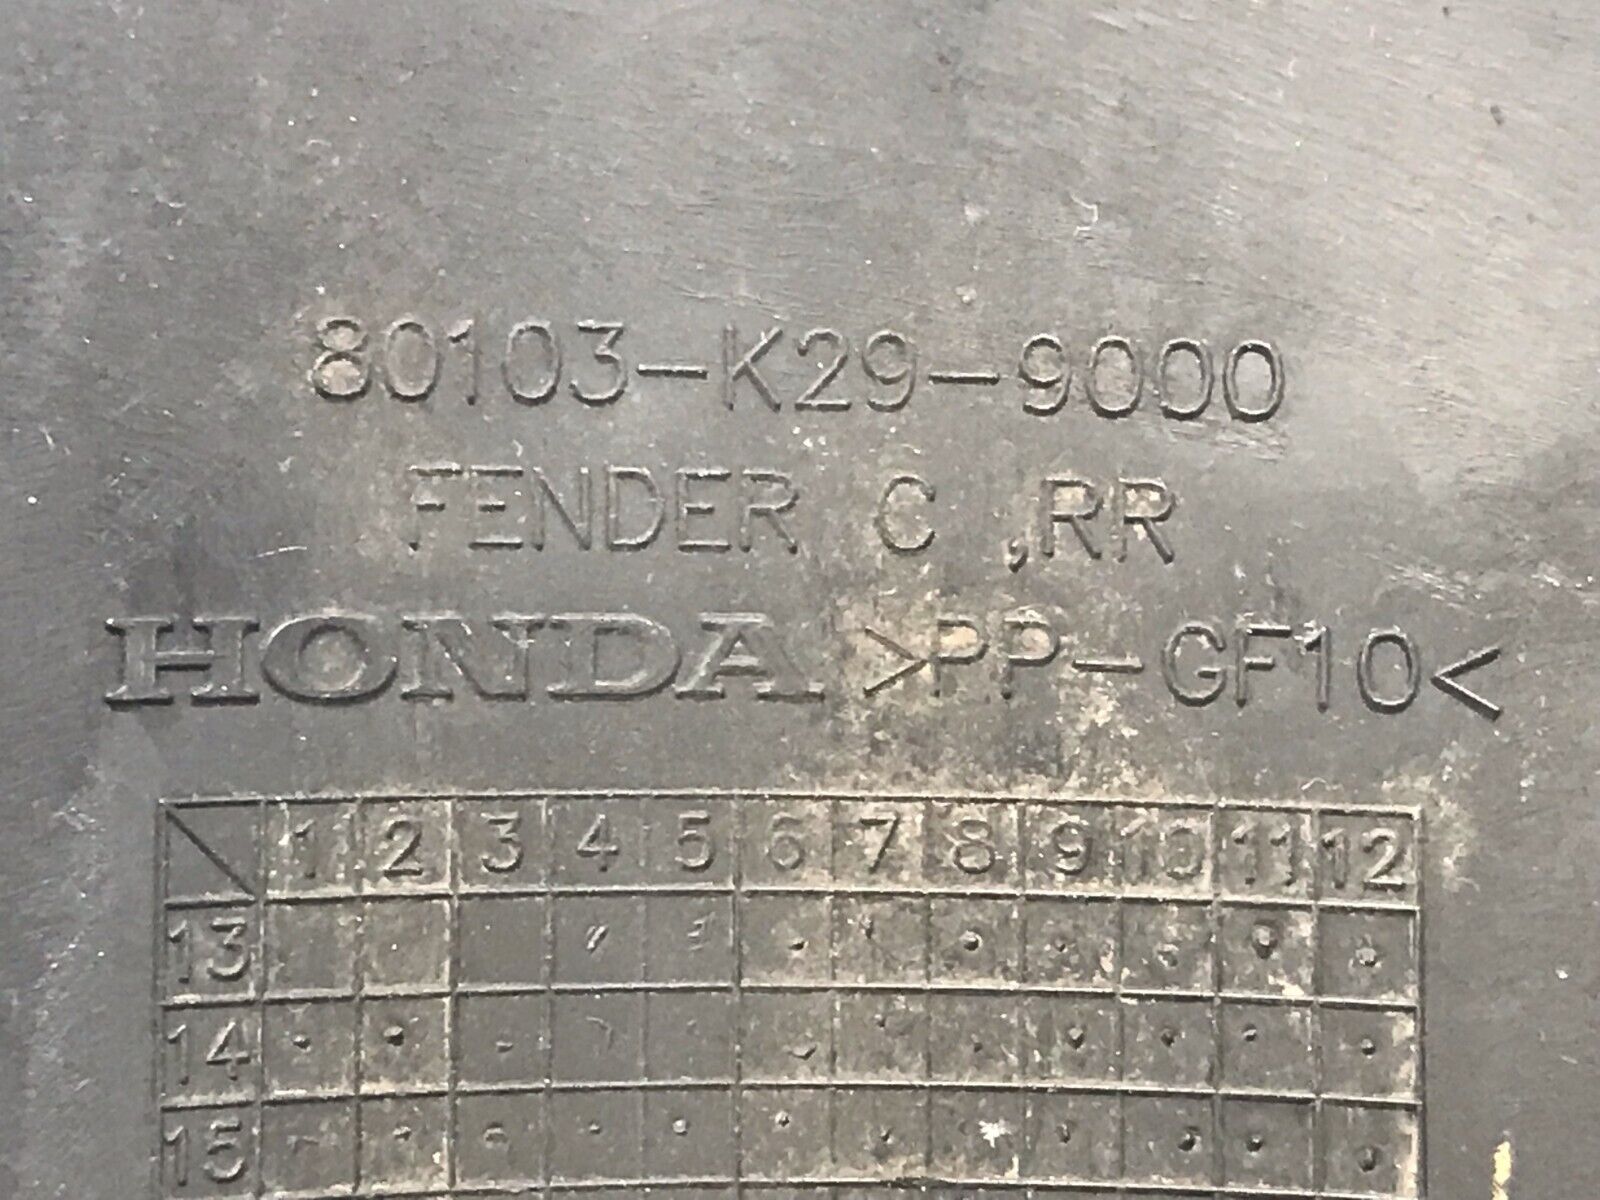 80103-K29-9000
FENDER C ,RR
HONDA >PP-GF10<
1 2 3 4 5 6 7 8 9 10 11 12
13
14
15